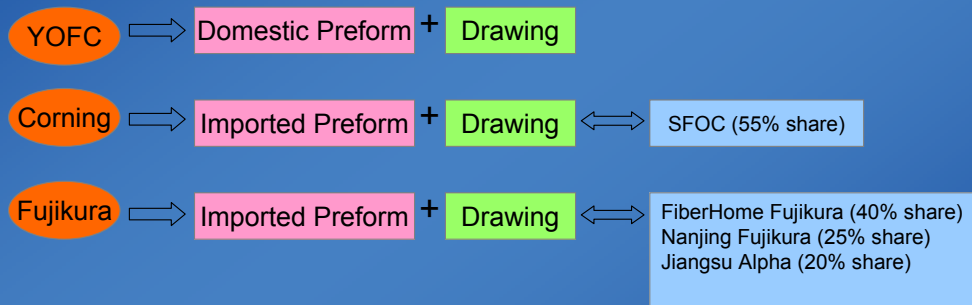 YOFC Domestic Preform + Drawing
Corning Imported Preform + Drawing SFOC (55% share)
Fujikura Imported Preform + Drawing FiberHome Fujikura (40% share)
Nanjing Fujikura (25% share)
Jiangsu Alpha (20% share)